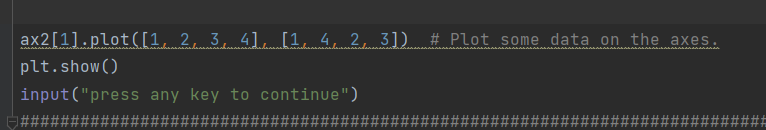 ax2[1].plot([1, 2, 3, 4], [1, 4, 2, 3])  # Plot some data on the axes.
plt.show()
input("press any key to continue")
###########################################################################